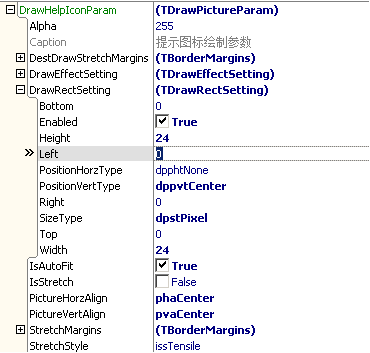 DrawHelpIconParam (TDrawPictureParam)
Alpha 255
Caption 提示图标绘制参数
DestDrawStretchMargins (TBorderMargins)
DrawEffectSetting (TDrawEffectSetting)
DrawRectSetting (TDrawRectSetting)
Bottom 0
Enabled True
Height 24
Left 0
PositionHorzType dpphtNone
PositionVertType dppvtCenter
Right 0
SizeType dpstPixel
Top 0
Width 24
IsAutoFit True
IsStretch False
PictureHorzAlign phaCenter
PictureVertAlign pvaCenter
StretchMargins (TBorderMargins)
StretchStyle issTensile